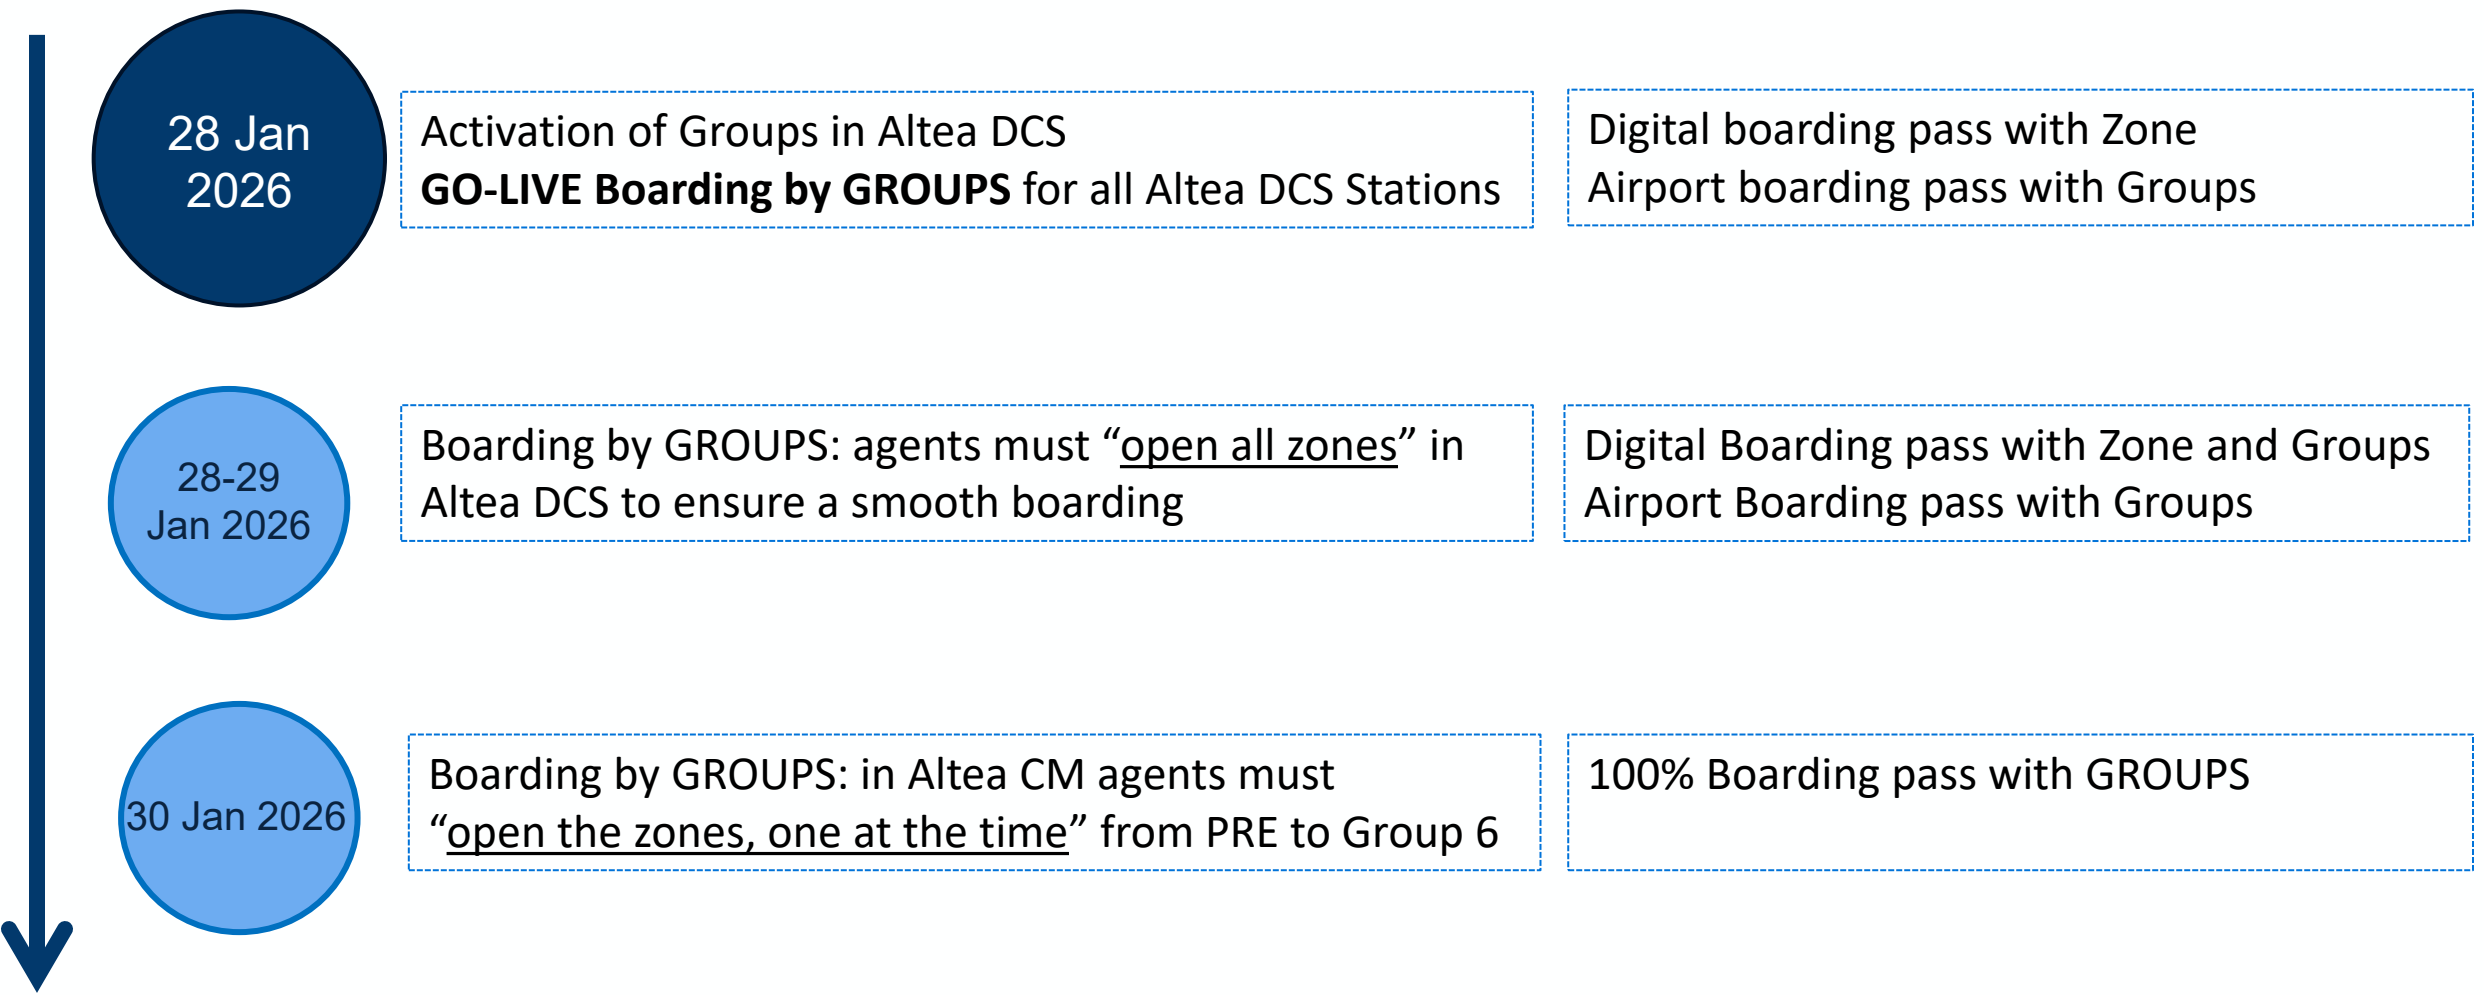 28 Jan
2026
Activation of Groups in Altea DCS
GO-LIVE Boarding by GROUPS for all Altea DCS Stations
Digital boarding pass with Zone
Airport boarding pass with Groups
28-29
Jan 2026
Boarding by GROUPS: agents must “open all zones” in
Altea DCS to ensure a smooth boarding
Digital Boarding pass with Zone and Groups
Airport Boarding pass with Groups
30 Jan 2026
Boarding by GROUPS: in Altea CM agents must
“open the zones, one at the time” from PRE to Group 6
100% Boarding pass with GROUPS